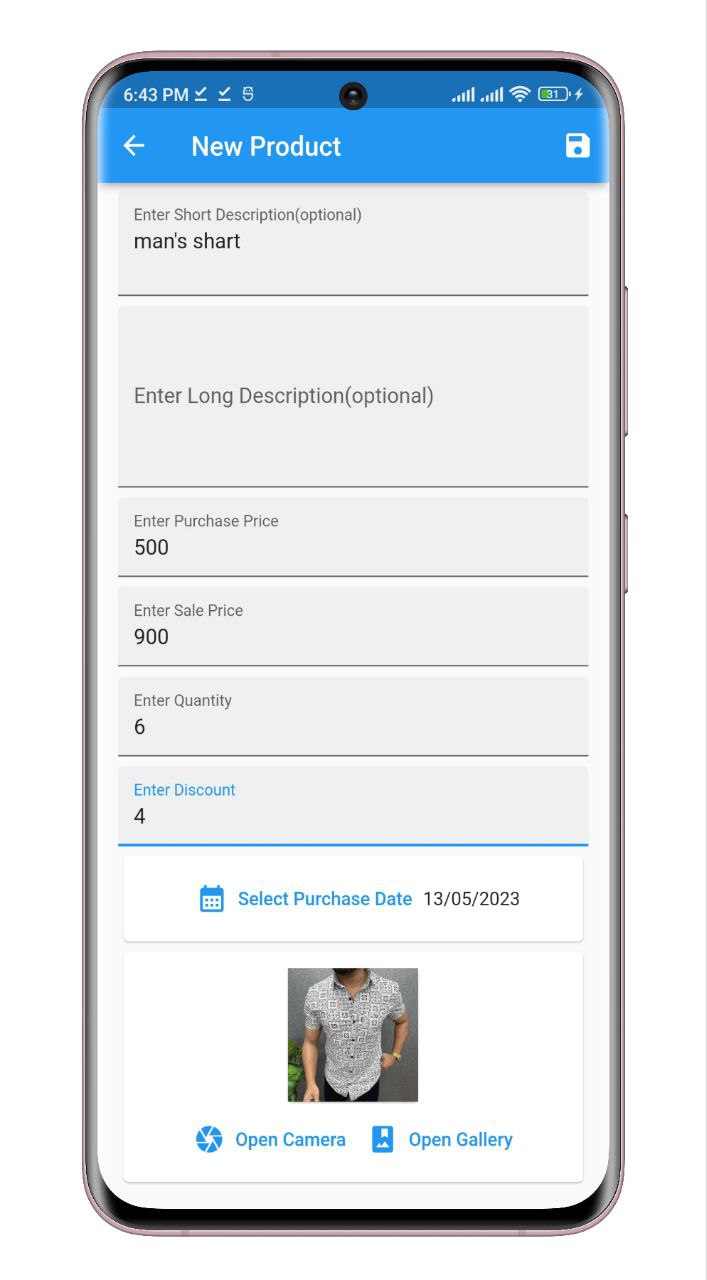 6:43 PM
31
New Product
Enter Short Description(optional)
man's shart
Enter Long Description(optional)
Enter Purchase Price
500
Enter Sale Price
900
Enter Quantity
6
Enter Discount
4
Select Purchase Date 13/05/2023
Open Camera Open Gallery